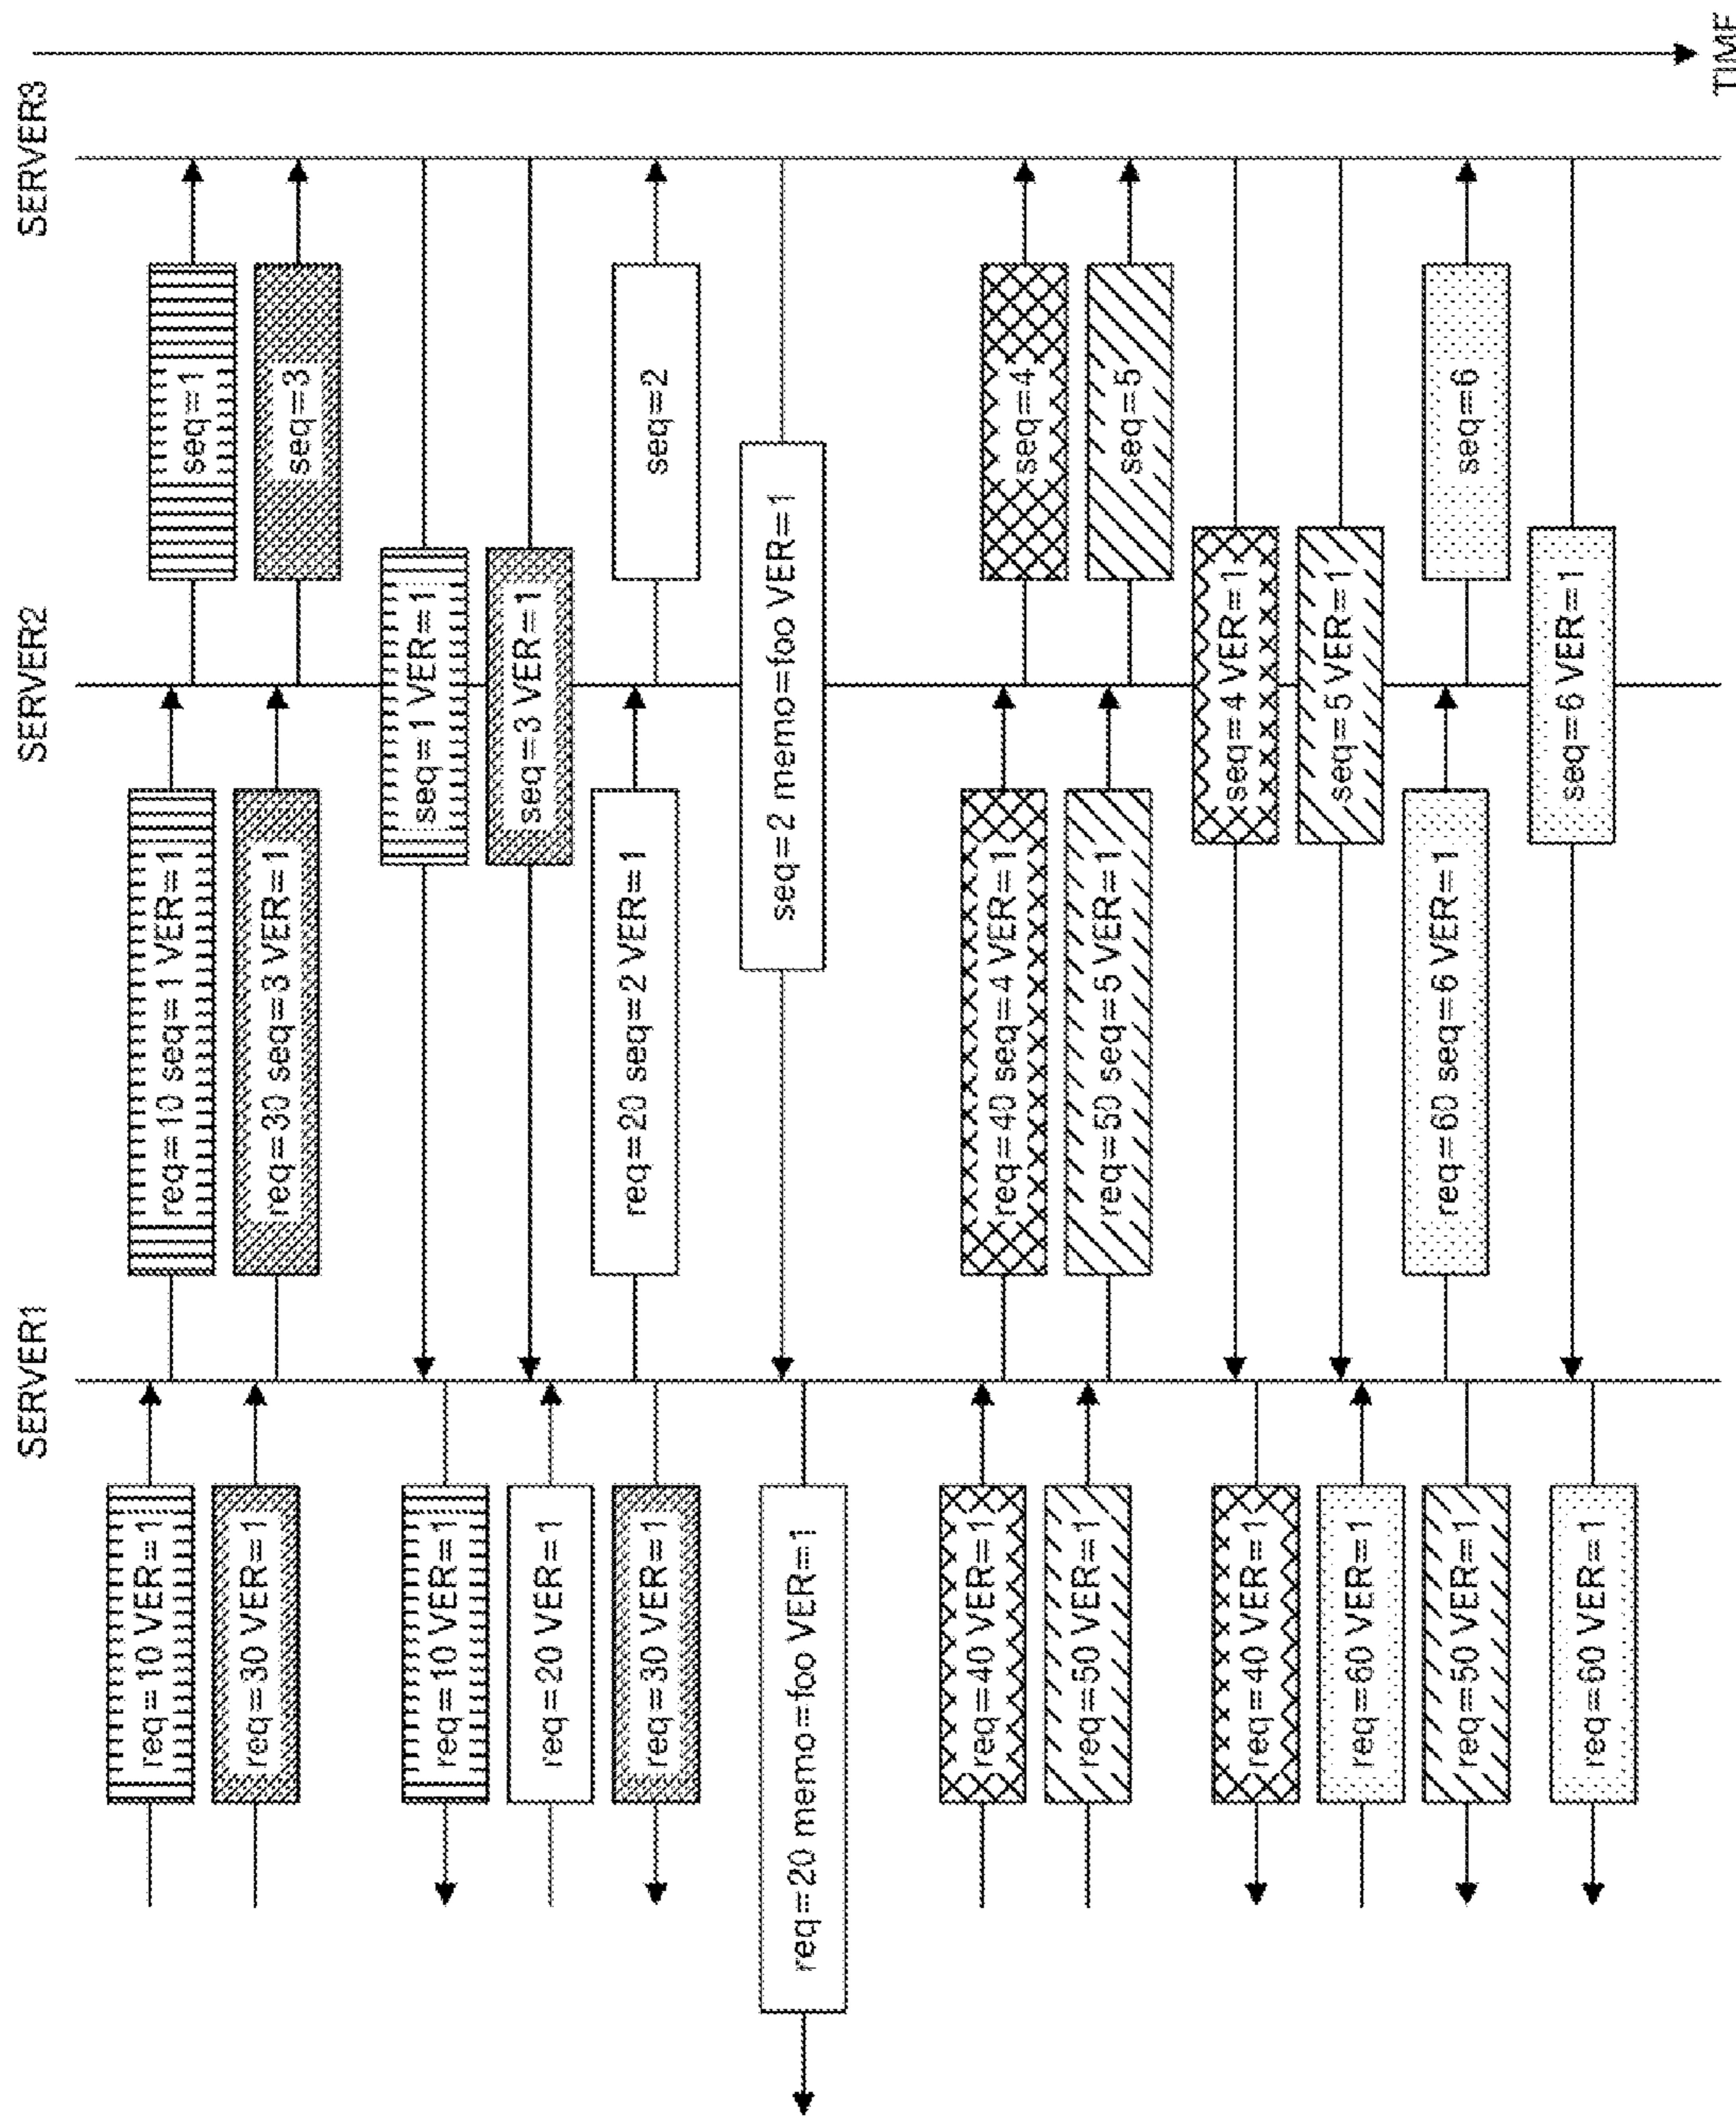 SERVER1
SERVER2
SERVER3
req=10 VER=1
req=10 seq=1 VER=1
seq=1
req=30 VER=1
req=30 seq=3 VER=1
seq=3
seq=1 VER=1
req=10 VER=1
seq=3 VER=1
req=20 VER=1
req=20 seq=2 VER=1
seq=2
req=30 VER=1
seq=2 memo=foo VER=1
req=20 memo=foo VER=1
req=40 VER=1
req=40 seq=4 VER=1
seq=4
req=50 VER=1
req=50 seq=5 VER=1
seq=5
seq=4 VER=1
req=40 VER=1
seq=5 VER=1
req=60 VER=1
req=60 seq=6 VER=1
seq=6
req=50 VER=1
seq=6 VER=1
req=60 VER=1
TIME